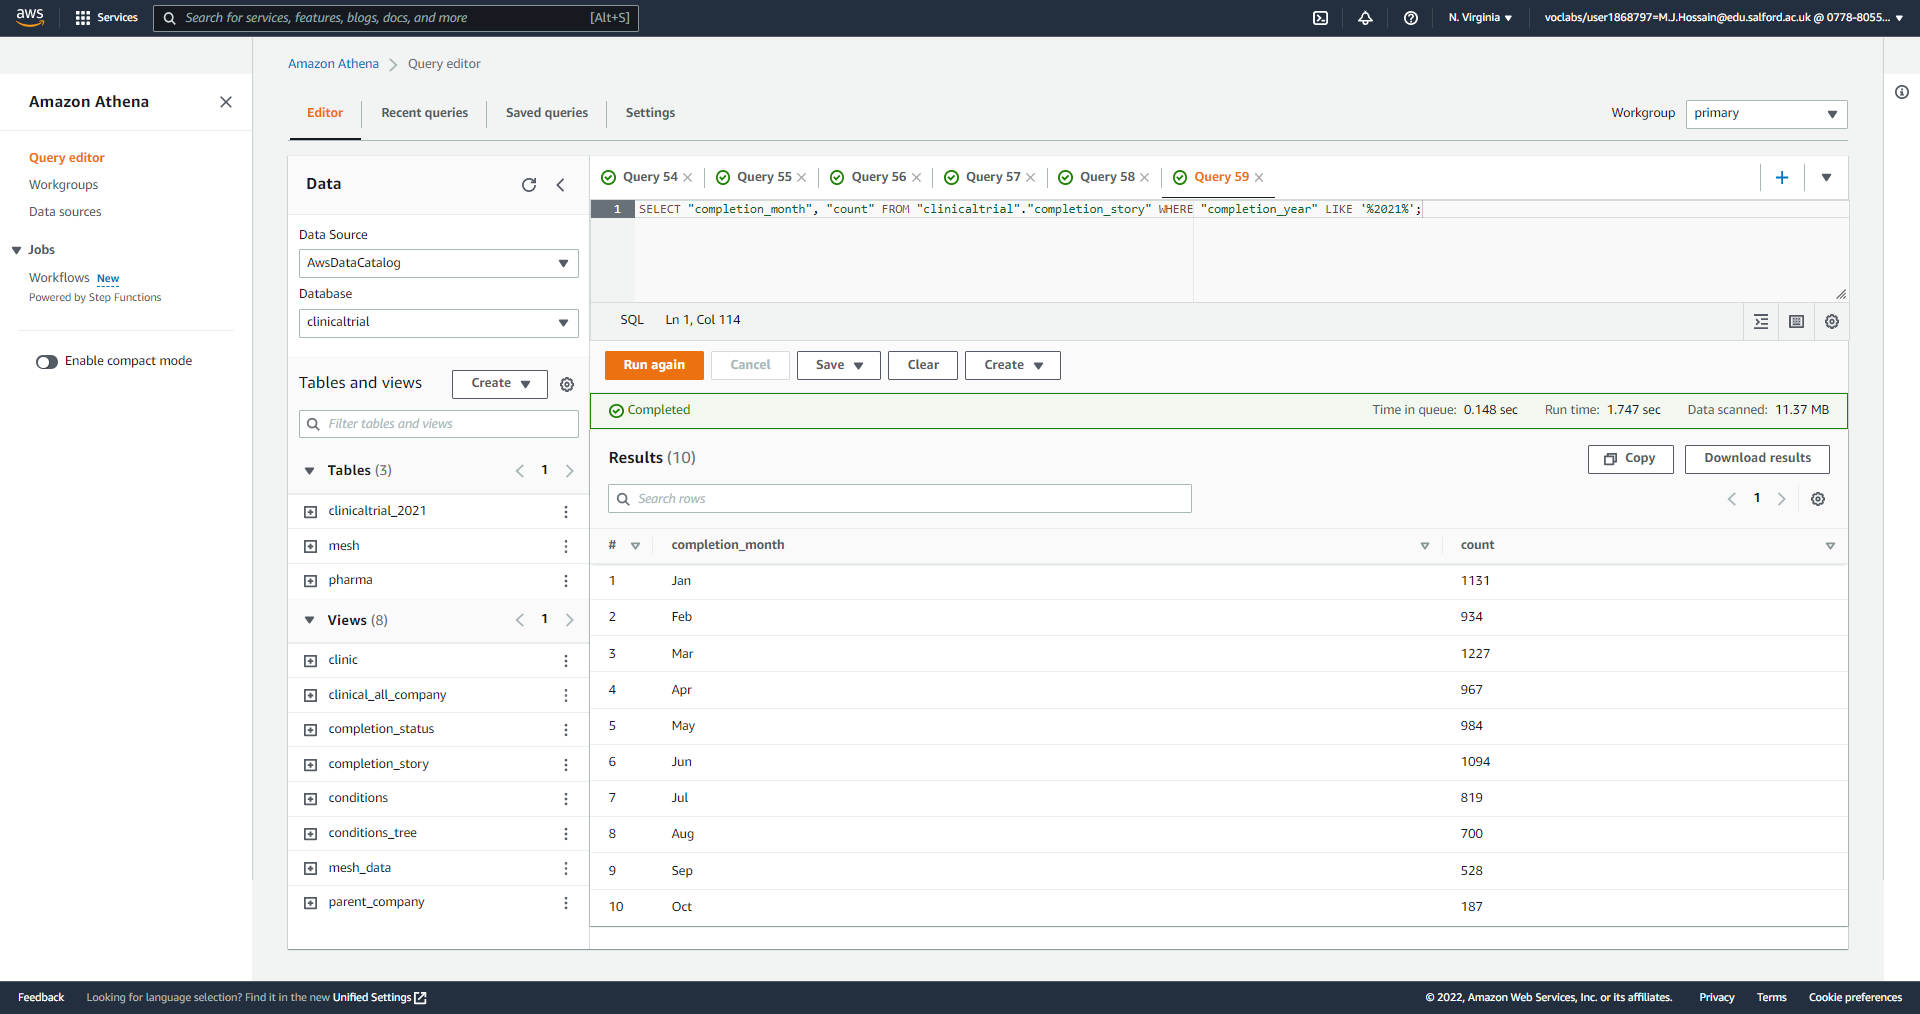 aws Services Search for services, features, blogs, docs, and more [Alt+S] N. Virginia voclabs/user1868797=M.J.Hossain@edu.salford.ac.uk @ 0778-8055...
Amazon Athena
Query editor
Workgroups
Data sources
Jobs
Workflows New
Powered by Step Functions
Enable compact mode
Amazon Athena Query editor
Editor Recent queries Saved queries Settings Workgroup primary
Data
Data Source
AwsDataCatalog
Database
clinicaltrial
Tables and views Create
Filter tables and views
Tables (3) 1
clinicaltrial_2021
mesh
pharma
Views (8) 1
clinic
clinical_all_company
completion_status
completion_story
conditions
conditions_tree
mesh_data
parent_company
Query 54 Query 55 Query 56 Query 57 Query 58 Query 59
1 SELECT "completion_month", "count" FROM "clinicaltrial"."completion_story" WHERE "completion_year" LIKE '%2021%';
SQL Ln 1, Col 114
Run again Cancel Save Clear Create
Completed Time in queue: 0.148 sec Run time: 1.747 sec Data scanned: 11.37 MB
Results (10) Copy Download results
Search rows 1
# completion_month count
1 Jan 1131
2 Feb 934
3 Mar 1227
4 Apr 967
5 May 984
6 Jun 1094
7 Jul 819
8 Aug 700
9 Sep 528
10 Oct 187
Feedback Looking for language selection? Find it in the new Unified Settings © 2022, Amazon Web Services, Inc. or its affiliates. Privacy Terms Cookie preferences